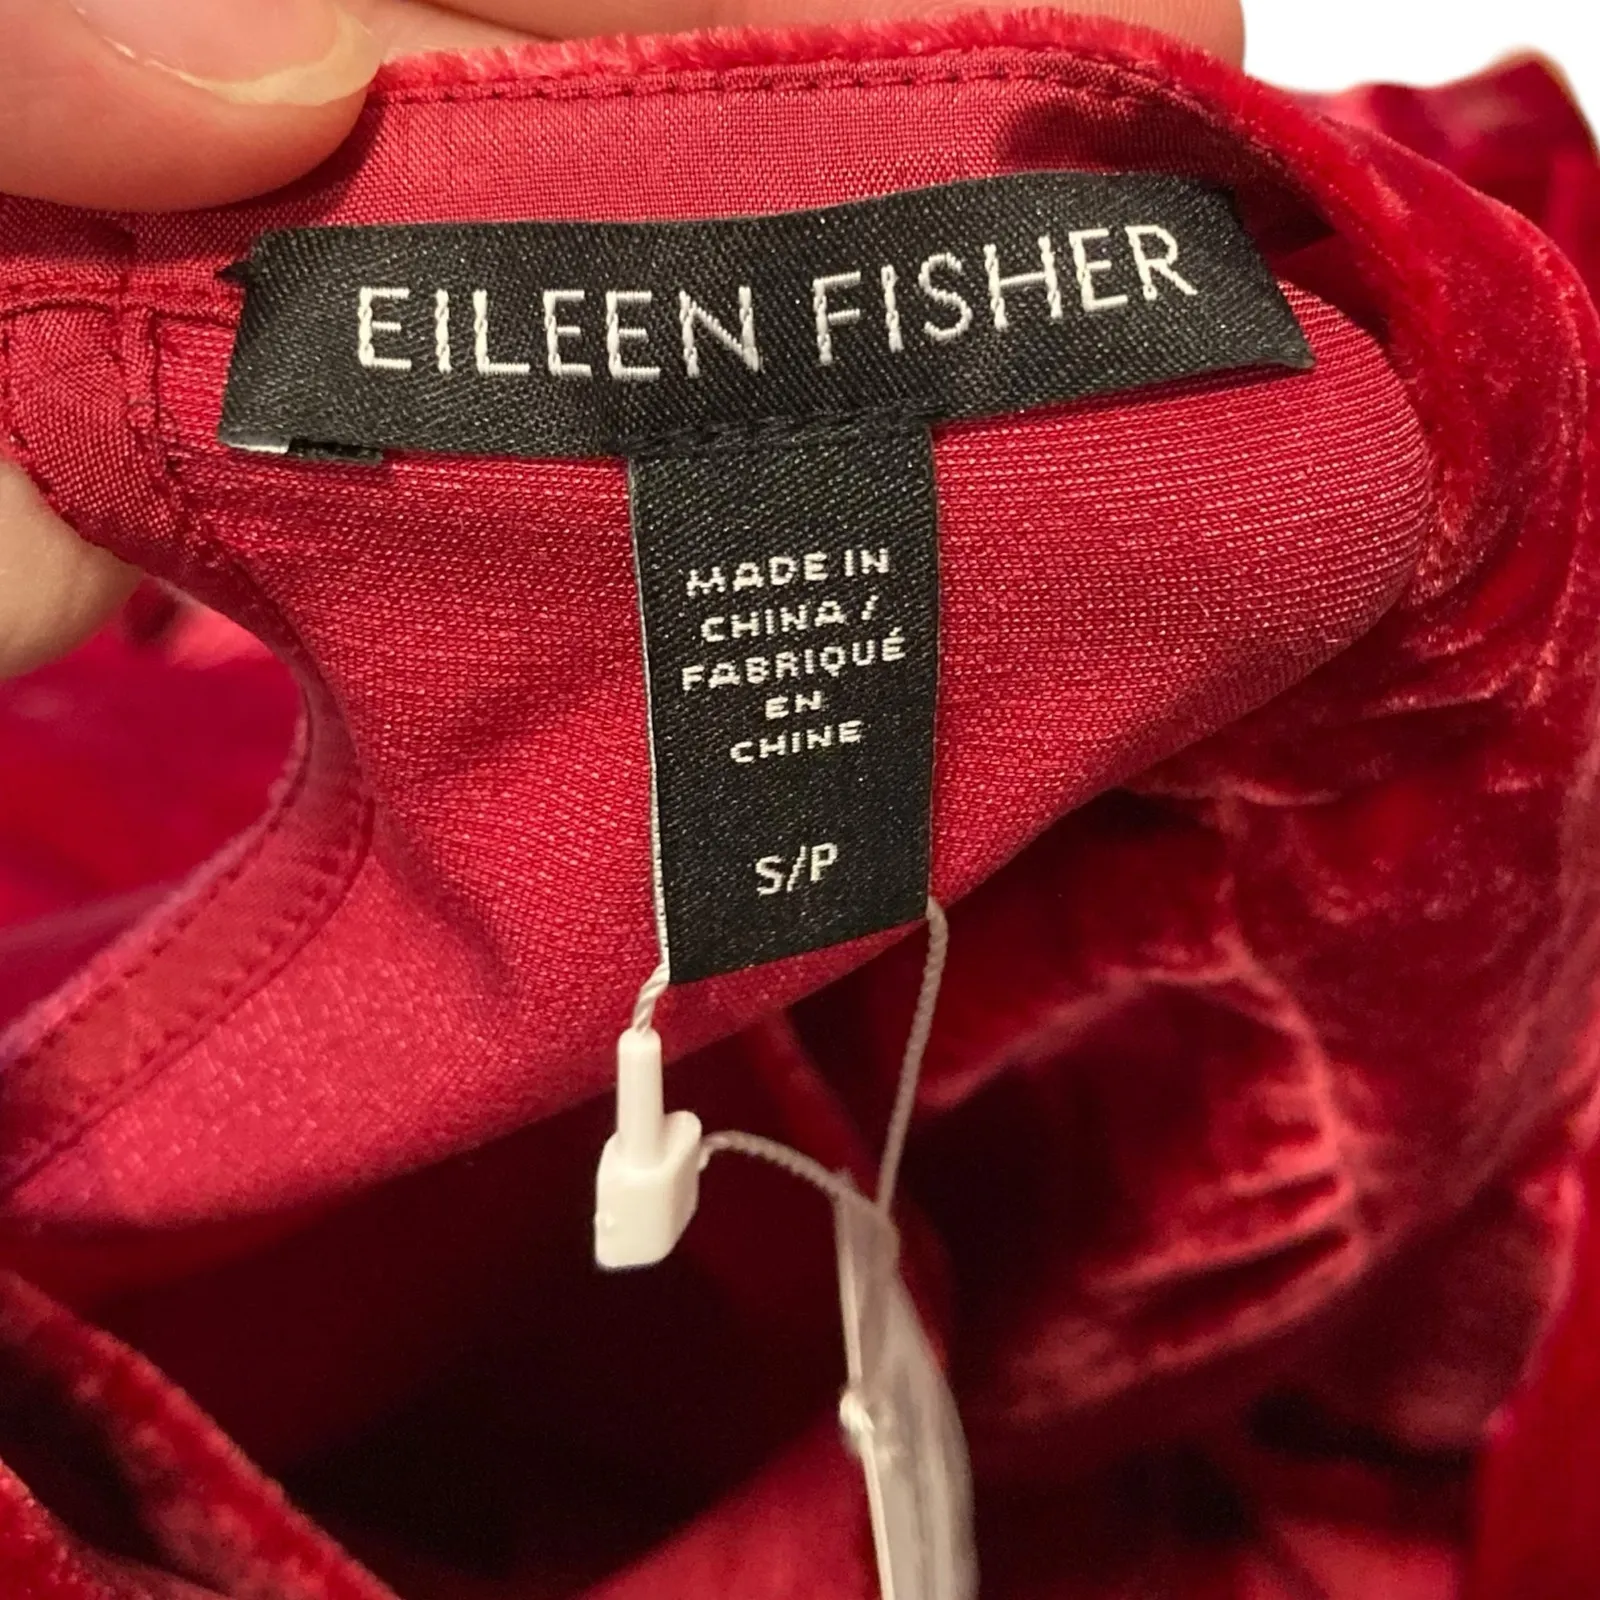 EILEEN FISHER
MADE IN
CHINA /
FABRIQUÉ
EN
CHINE
S/P